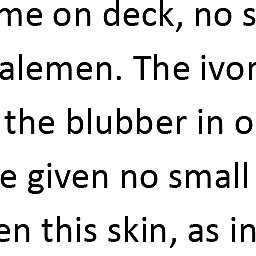 me on deck, no s
alemen. The ivor
the blubber in o
e given no small
en this skin, as in